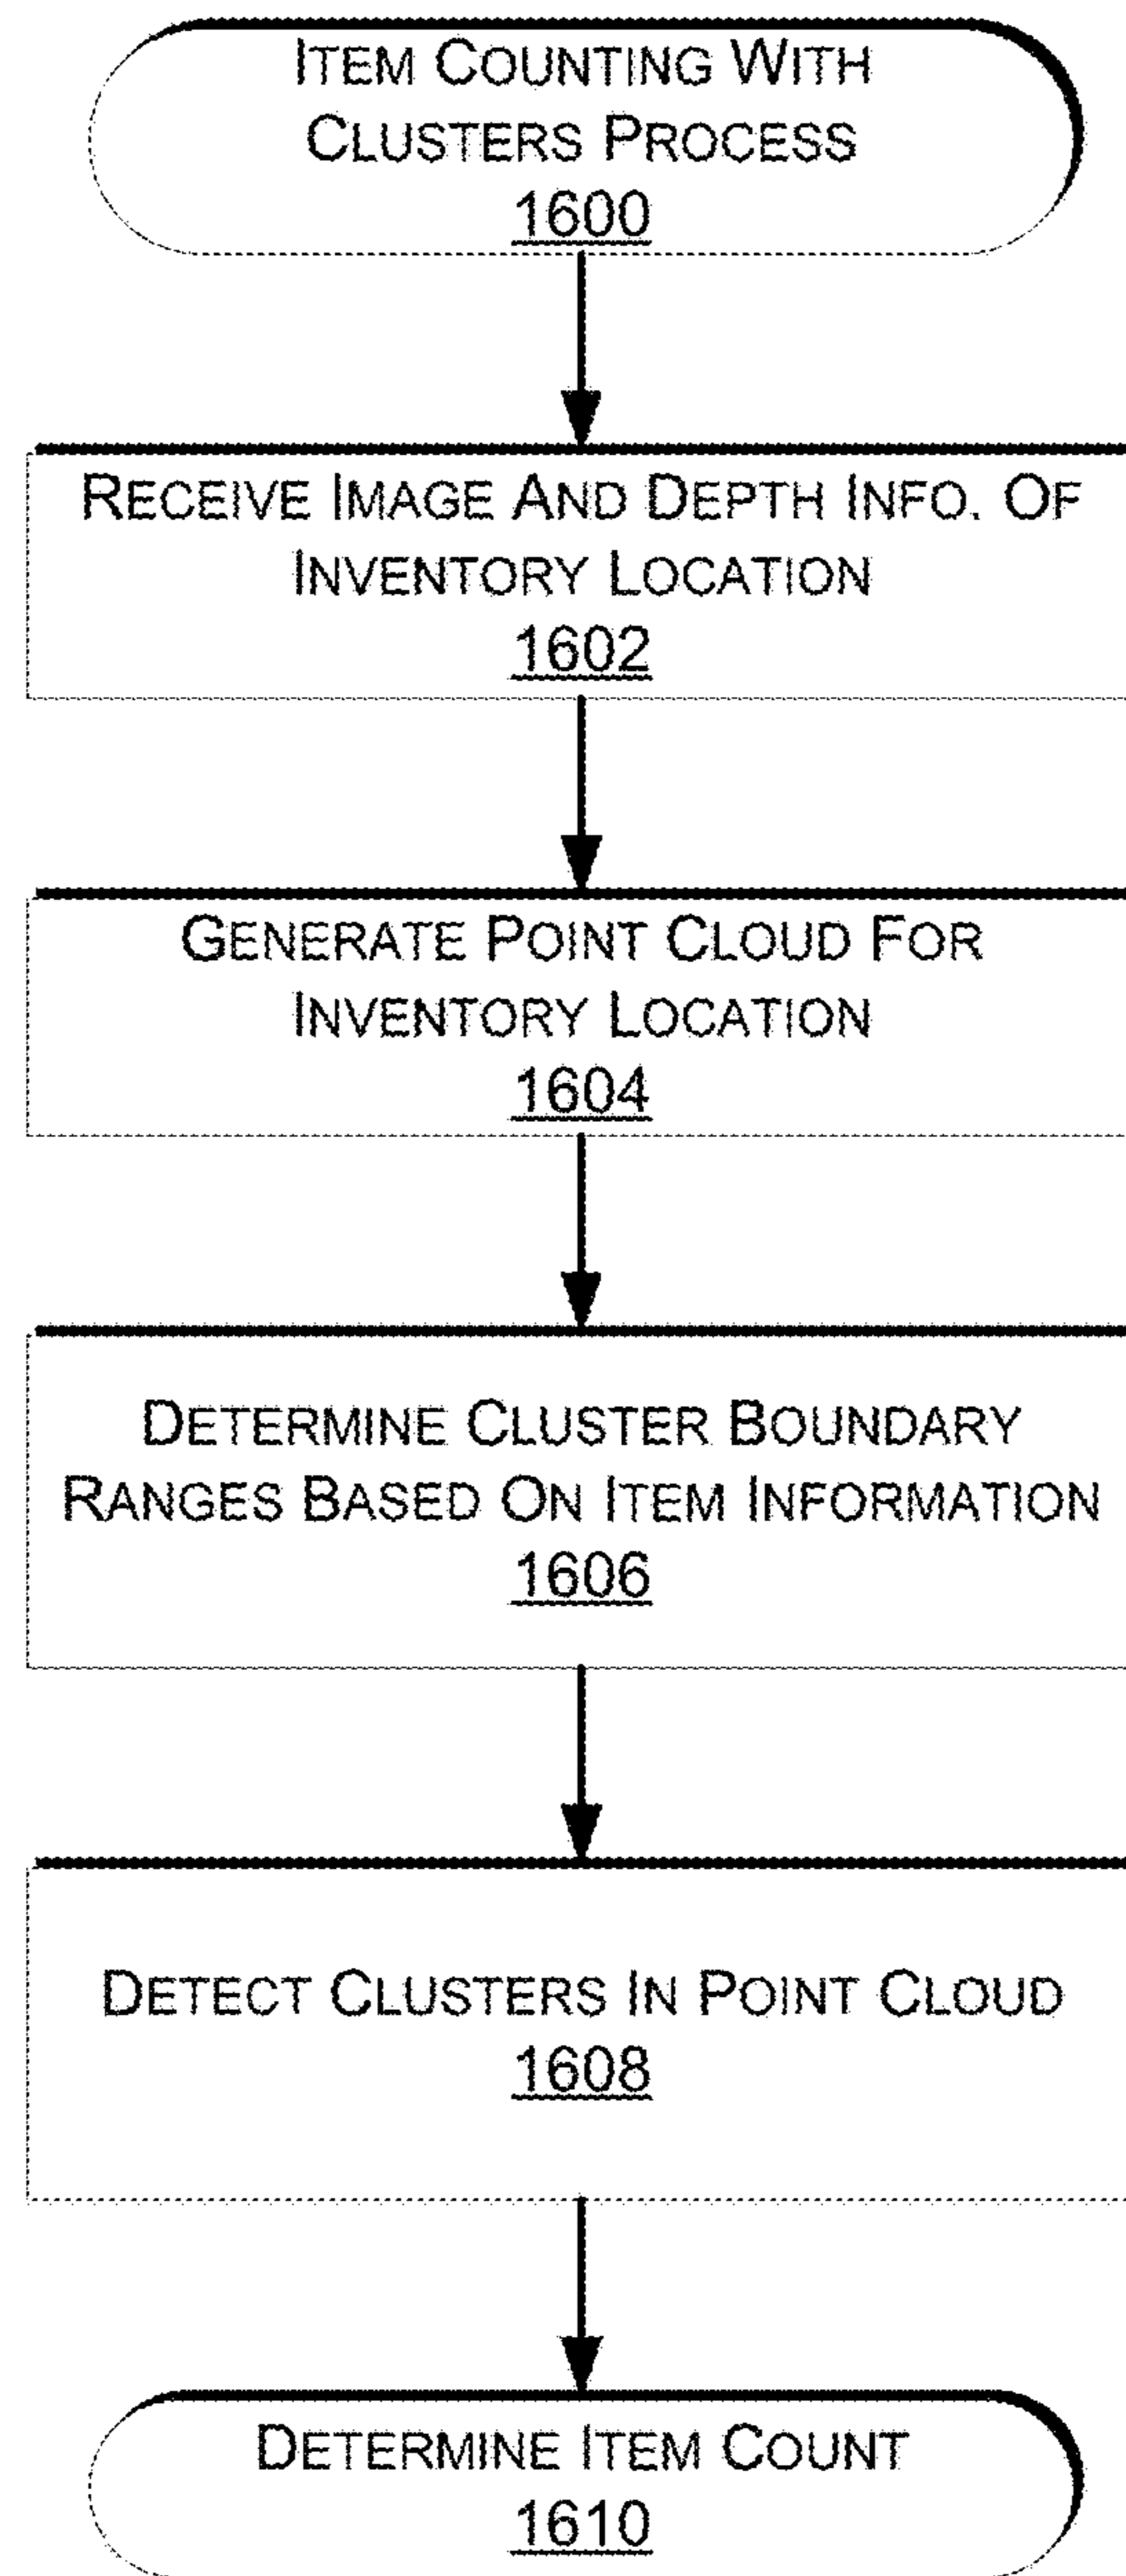 ITEM COUNTING WITH
CLUSTERS PROCESS
1600
RECEIVE IMAGE AND DEPTH INFO. OF
INVENTORY LOCATION
1602
GENERATE POINT CLOUD FOR
INVENTORY LOCATION
1604
DETERMINE CLUSTER BOUNDARY
RANGES BASED ON ITEM INFORMATION
1606
DETECT CLUSTERS IN POINT CLOUD
1608
DETERMINE ITEM COUNT
1610